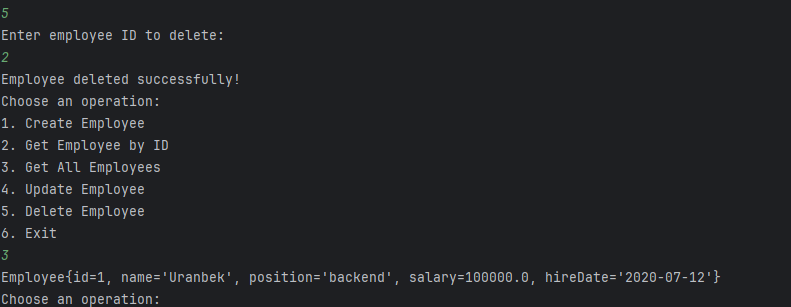 5
Enter employee ID to delete:
2
Employee deleted successfully!
Choose an operation:
1. Create Employee
2. Get Employee by ID
3. Get All Employees
4. Update Employee
5. Delete Employee
6. Exit
3
Employee{id=1, name='Uranbek', position='backend', salary=100000.0, hireDate='2020-07-12'}
Choose an operation: